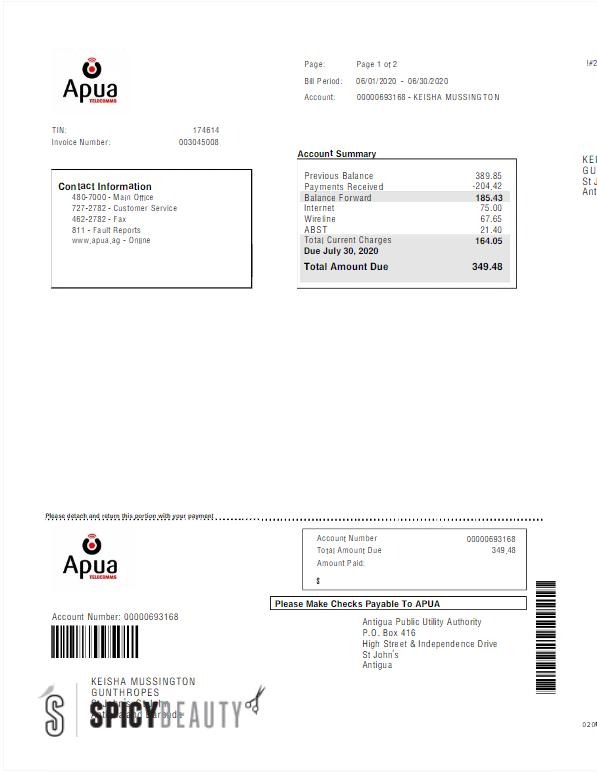 Apua
TELECOMMS
Page: Page 1 of 2
Bill Period: 06/01/2020 - 06/30/2020
Account: 00000693168 - KEISHA MUSSINGTON
!#2
TIN: 174614
Invoice Number: 003045008
Contact Information
480-7000 - Main Office
727-2782 - Customer Service
462-2782 - Fax
811 - Fault Reports
www.apua.ag - Online
Account Summary
Previous Balance 389.85
Payments Received -204.42
Balance Forward 185.43
Internet 75.00
Wireline 67.65
ABST 21.40
Total Current Charges 164.05
Due July 30, 2020
Total Amount Due 349.48
KEI
GU
St J
Ant
Please detach and return this portion with your payment
Apua
TELECOMMS
Account Number 00000693168
Total Amount Due 349.48
Amount Paid:
$
Please Make Checks Payable To APUA
Account Number: 00000693168
Antigua Public Utility Authority
P.O. Box 416
High Street & Independence Drive
St John's
Antigua
KEISHA MUSSINGTON
GUNTHROPES
SPICYBEAUTY
020